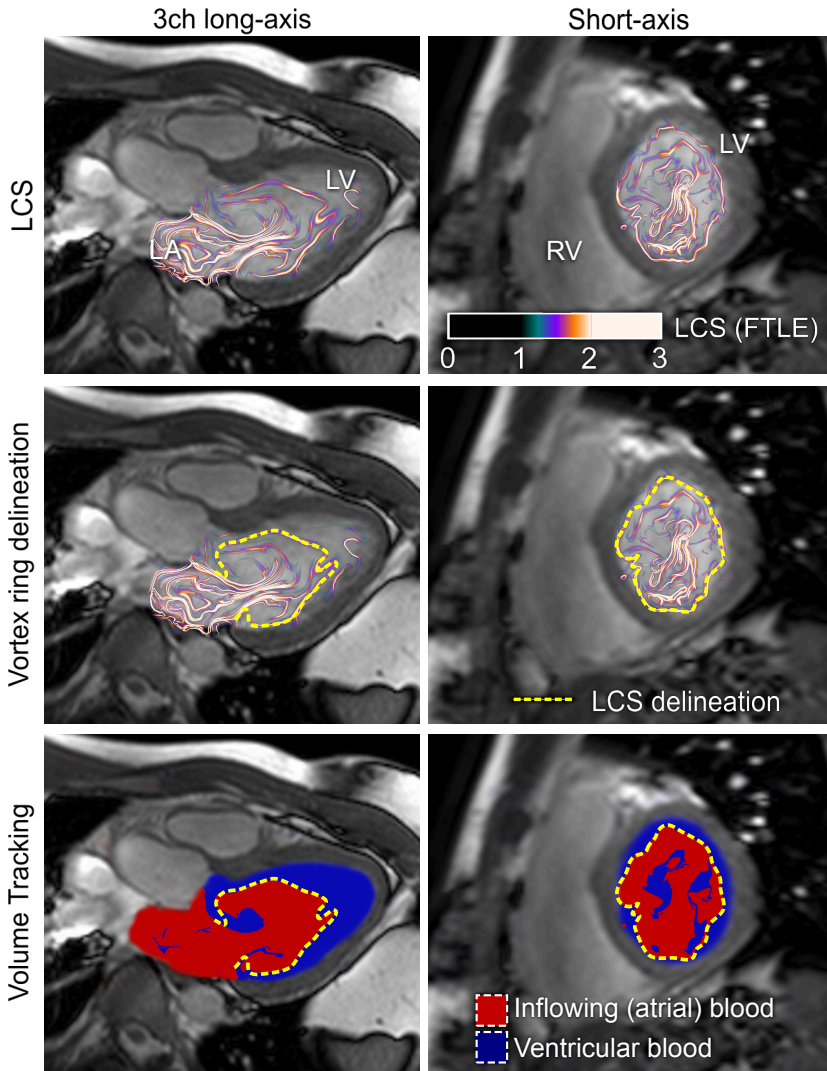 3ch long-axis
Short-axis
LCS
LV
LA
LV
RV
LCS (FTLE)
0 1 2 3
Vortex ring delineation
LCS delineation
Volume Tracking
Inflowing (atrial) blood
Ventricular blood